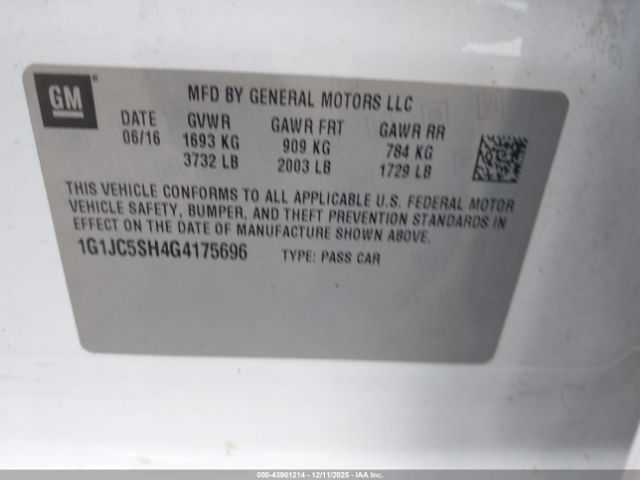 GM®
MFD BY GENERAL MOTORS LLC
DATE GVWR GAWR FRT GAWR RR
06/16 1693 KG 909 KG 784 KG
3732 LB 2003 LB 1729 LB
THIS VEHICLE CONFORMS TO ALL APPLICABLE U.S. FEDERAL MOTOR
VEHICLE SAFETY, BUMPER, AND THEFT PREVENTION STANDARDS IN
EFFECT ON THE DATE OF MANUFACTURE SHOWN ABOVE.
1G1JC5SH4G4175696 TYPE: PASS CAR
000-43901214 - 12/11/2025 - IAA Inc.